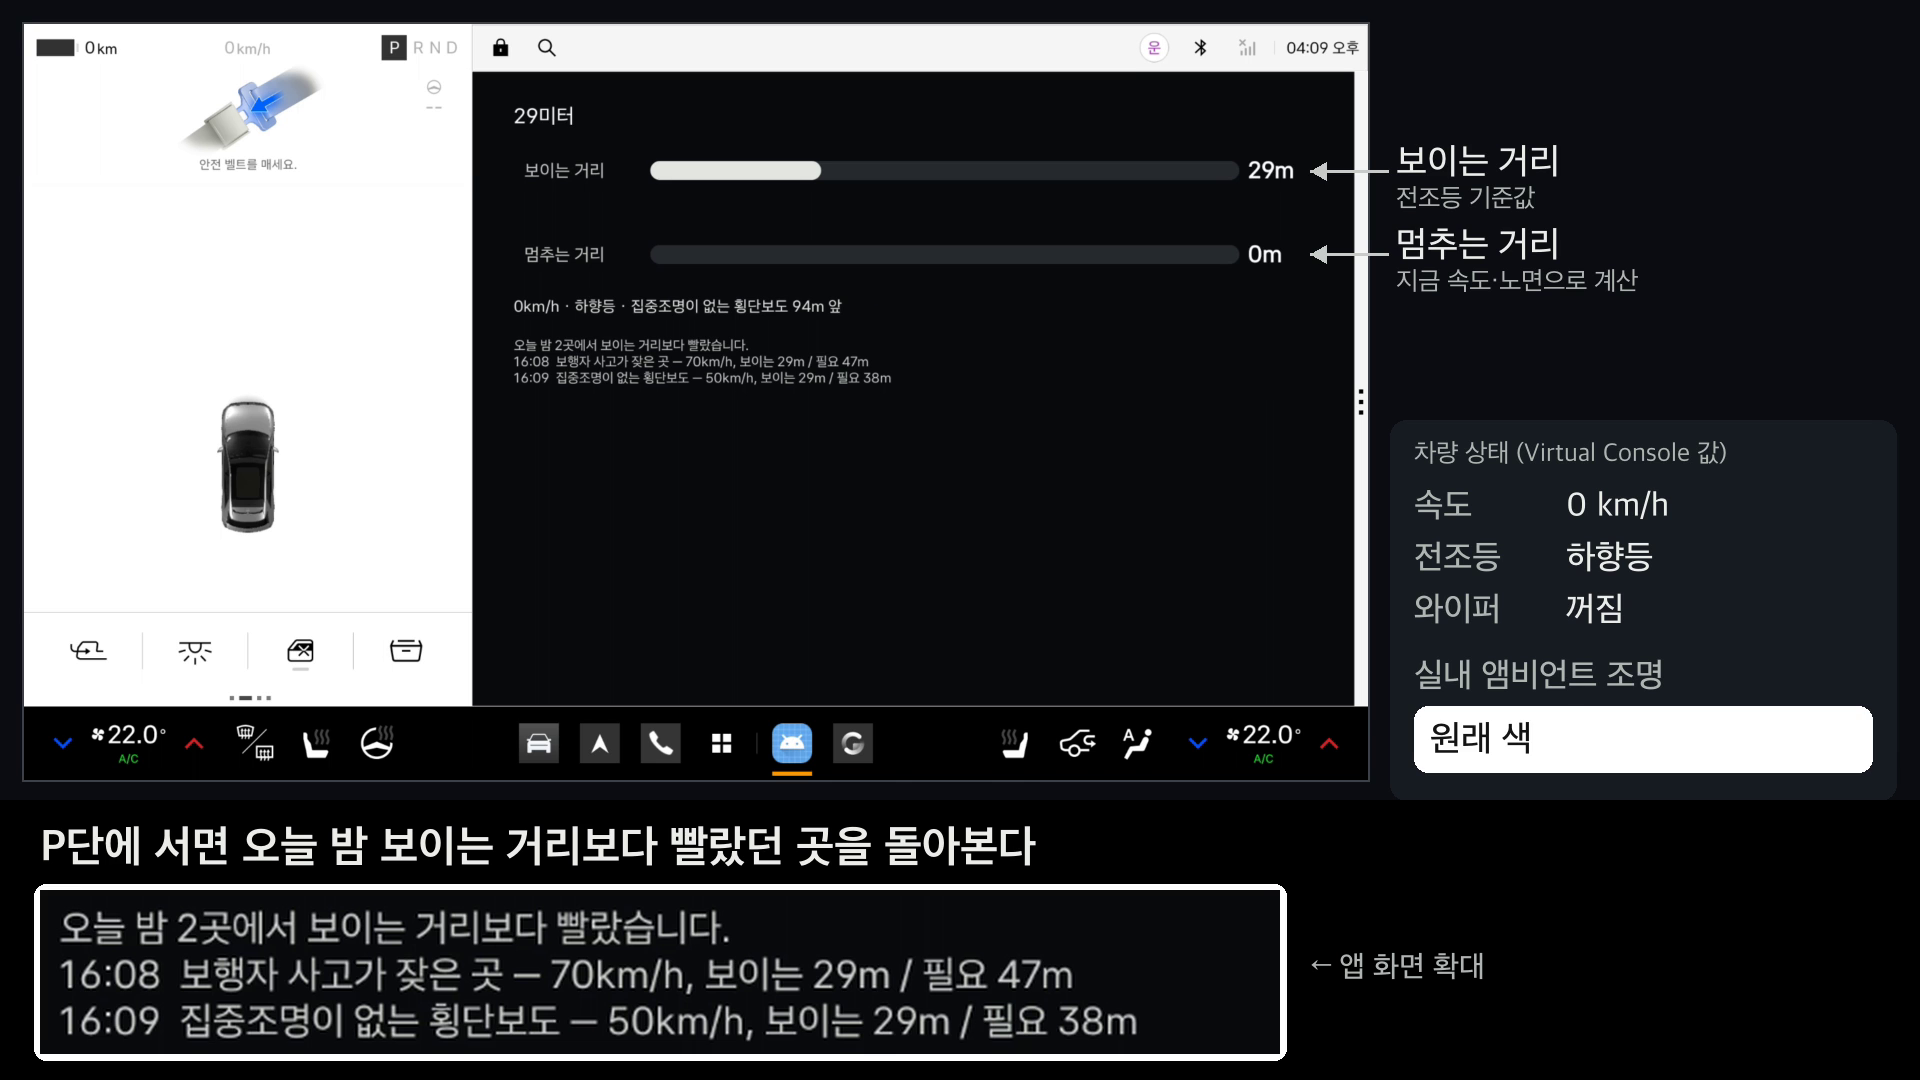 0 km
0 km/h
P R N D
안전 벨트를 매세요.
운
04:09 오후
29미터
보이는 거리
29m
멈추는 거리
0m
0km/h · 하향등 · 집중조명이 없는 횡단보도 94m 앞
오늘 밤 2곳에서 보이는 거리보다 빨랐습니다.
16:08 보행자 사고가 잦은 곳 — 70km/h, 보이는 29m / 필요 47m
16:09 집중조명이 없는 횡단보도 — 50km/h, 보이는 29m / 필요 38m
보이는 거리
전조등 기준값
멈추는 거리
지금 속도·노면으로 계산
차량 상태 (Virtual Console 값)
속도 0 km/h
전조등 하향등
와이퍼 꺼짐
실내 앰비언트 조명
원래 색
22.0°
A/C
A
22.0°
A/C
P단에 서면 오늘 밤 보이는 거리보다 빨랐던 곳을 돌아본다
오늘 밤 2곳에서 보이는 거리보다 빨랐습니다.
16:08 보행자 사고가 잦은 곳 — 70km/h, 보이는 29m / 필요 47m
16:09 집중조명이 없는 횡단보도 — 50km/h, 보이는 29m / 필요 38m
← 앱 화면 확대